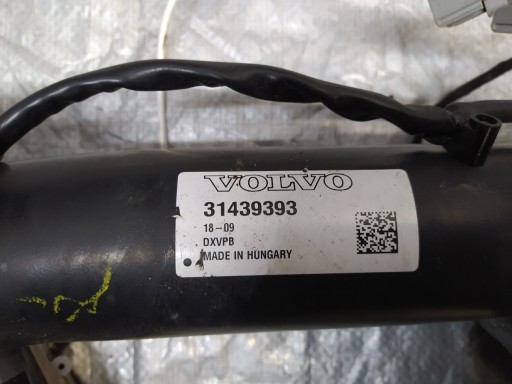 VOLVO
31439393
18-09
DXVPB
MADE IN HUNGARY